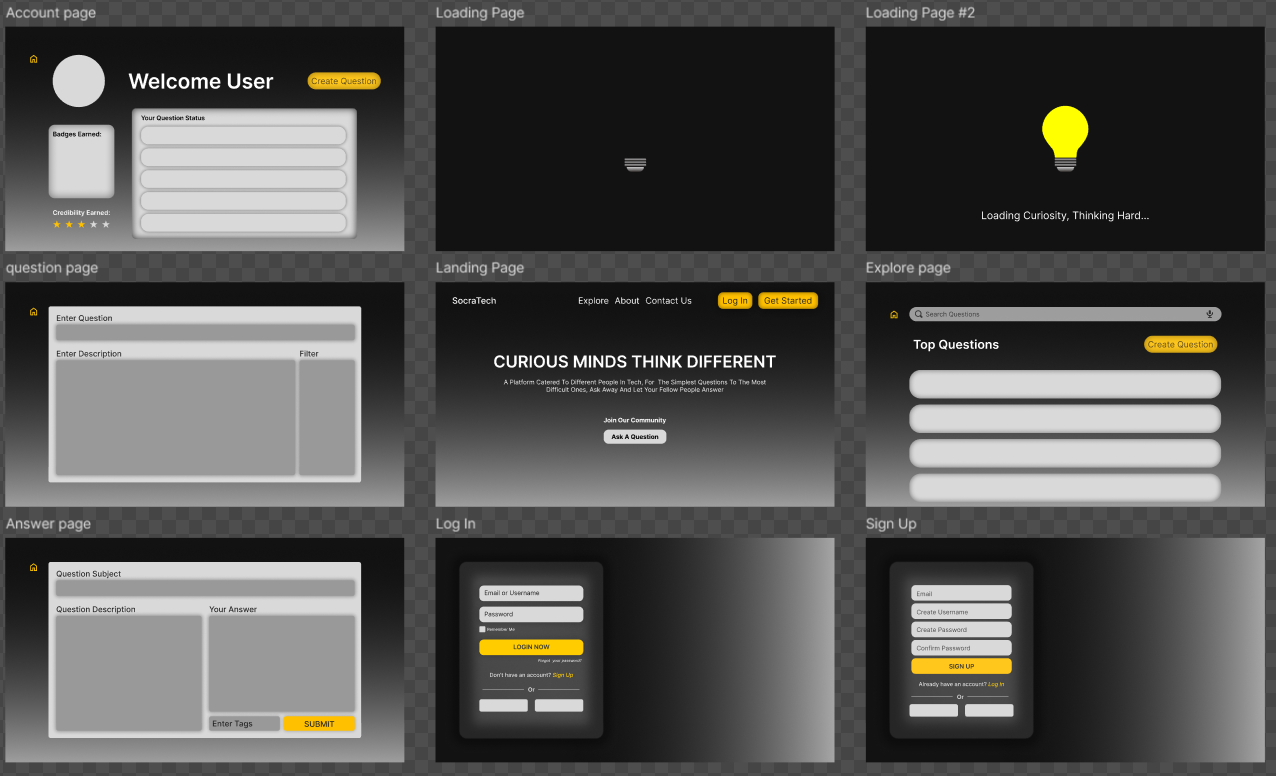 Account page
Welcome User
Create Question
Your Question Status
Badges Earned:
Credibility Earned:
Loading Page
Loading Page #2
Loading Curiosity, Thinking Hard...
question page
Enter Question
Enter Description
Filter
Landing Page
SocraTech
Explore About Contact Us
Log In
Get Started
CURIOUS MINDS THINK DIFFERENT
A Platform Catered To Different People in Tech, For The Simplest Questions To The Most
Difficult Ones, Ask Away And Let Your Fellow People Answer
Join Our Community
Ask A Question
Explore page
Search Questions
Top Questions
Create Question
Answer page
Question Subject
Question Description
Your Answer
Enter Tags
SUBMIT
Log In
Email or Username
Password
Remember Me
LOGIN NOW
Forgot your password?
Don't have an account? Sign Up
Or
Sign Up
Email
Create Username
Create Password
Confirm Password
SIGN UP
Already have an account? Log In
Or